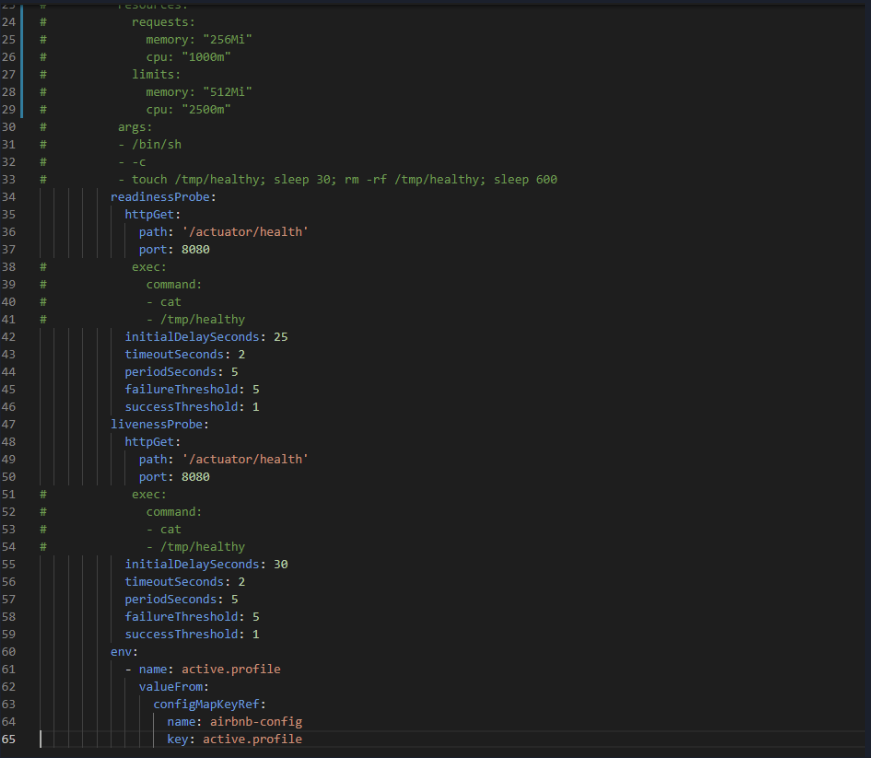 23 # resources:
24 # requests:
25 # memory: "256Mi"
26 # cpu: "1000m"
27 # limits:
28 # memory: "512Mi"
29 # cpu: "2500m"
30 # args:
31 # - /bin/sh
32 # - -c
33 # - touch /tmp/healthy; sleep 30; rm -rf /tmp/healthy; sleep 600
34 readinessProbe:
35 httpGet:
36 path: '/actuator/health'
37 port: 8080
38 # exec:
39 # command:
40 # - cat
41 # - /tmp/healthy
42 initialDelaySeconds: 25
43 timeoutSeconds: 2
44 periodSeconds: 5
45 failureThreshold: 5
46 successThreshold: 1
47 livenessProbe:
48 httpGet:
49 path: '/actuator/health'
50 port: 8080
51 # exec:
52 # command:
53 # - cat
54 # - /tmp/healthy
55 initialDelaySeconds: 30
56 timeoutSeconds: 2
57 periodSeconds: 5
58 failureThreshold: 5
59 successThreshold: 1
60 env:
61 - name: active.profile
62 valueFrom:
63 configMapKeyRef:
64 name: airbnb-config
65 key: active.profile